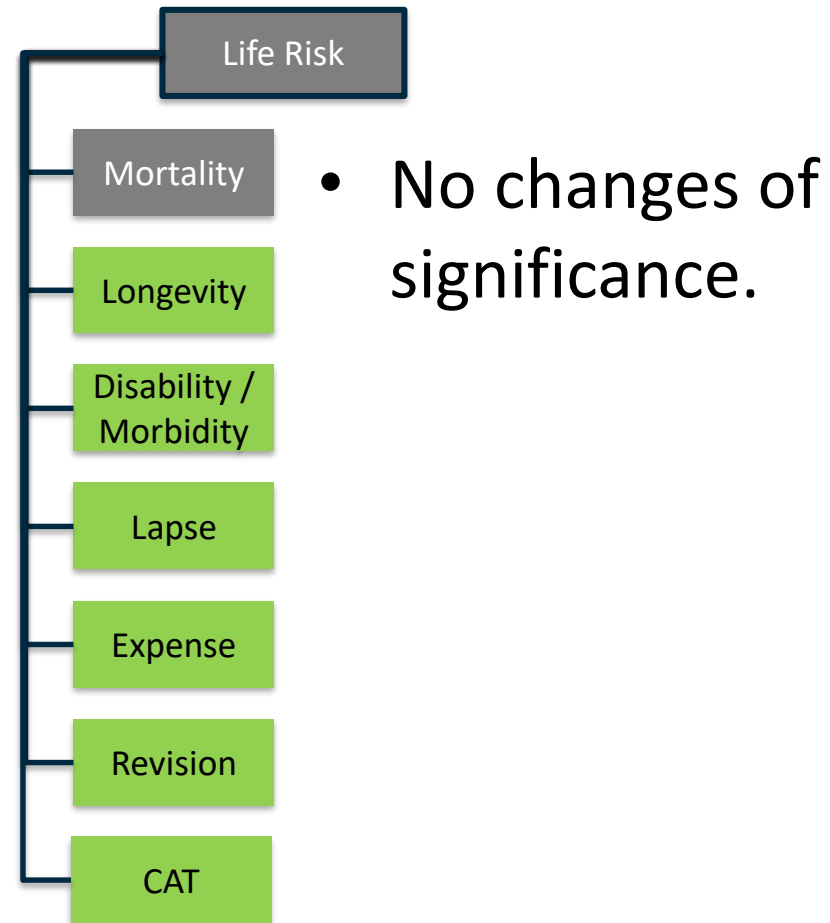 Life Risk
Mortality
• No changes of
significance.
Longevity
Disability /
Morbidity
Lapse
Expense
Revision
CAT